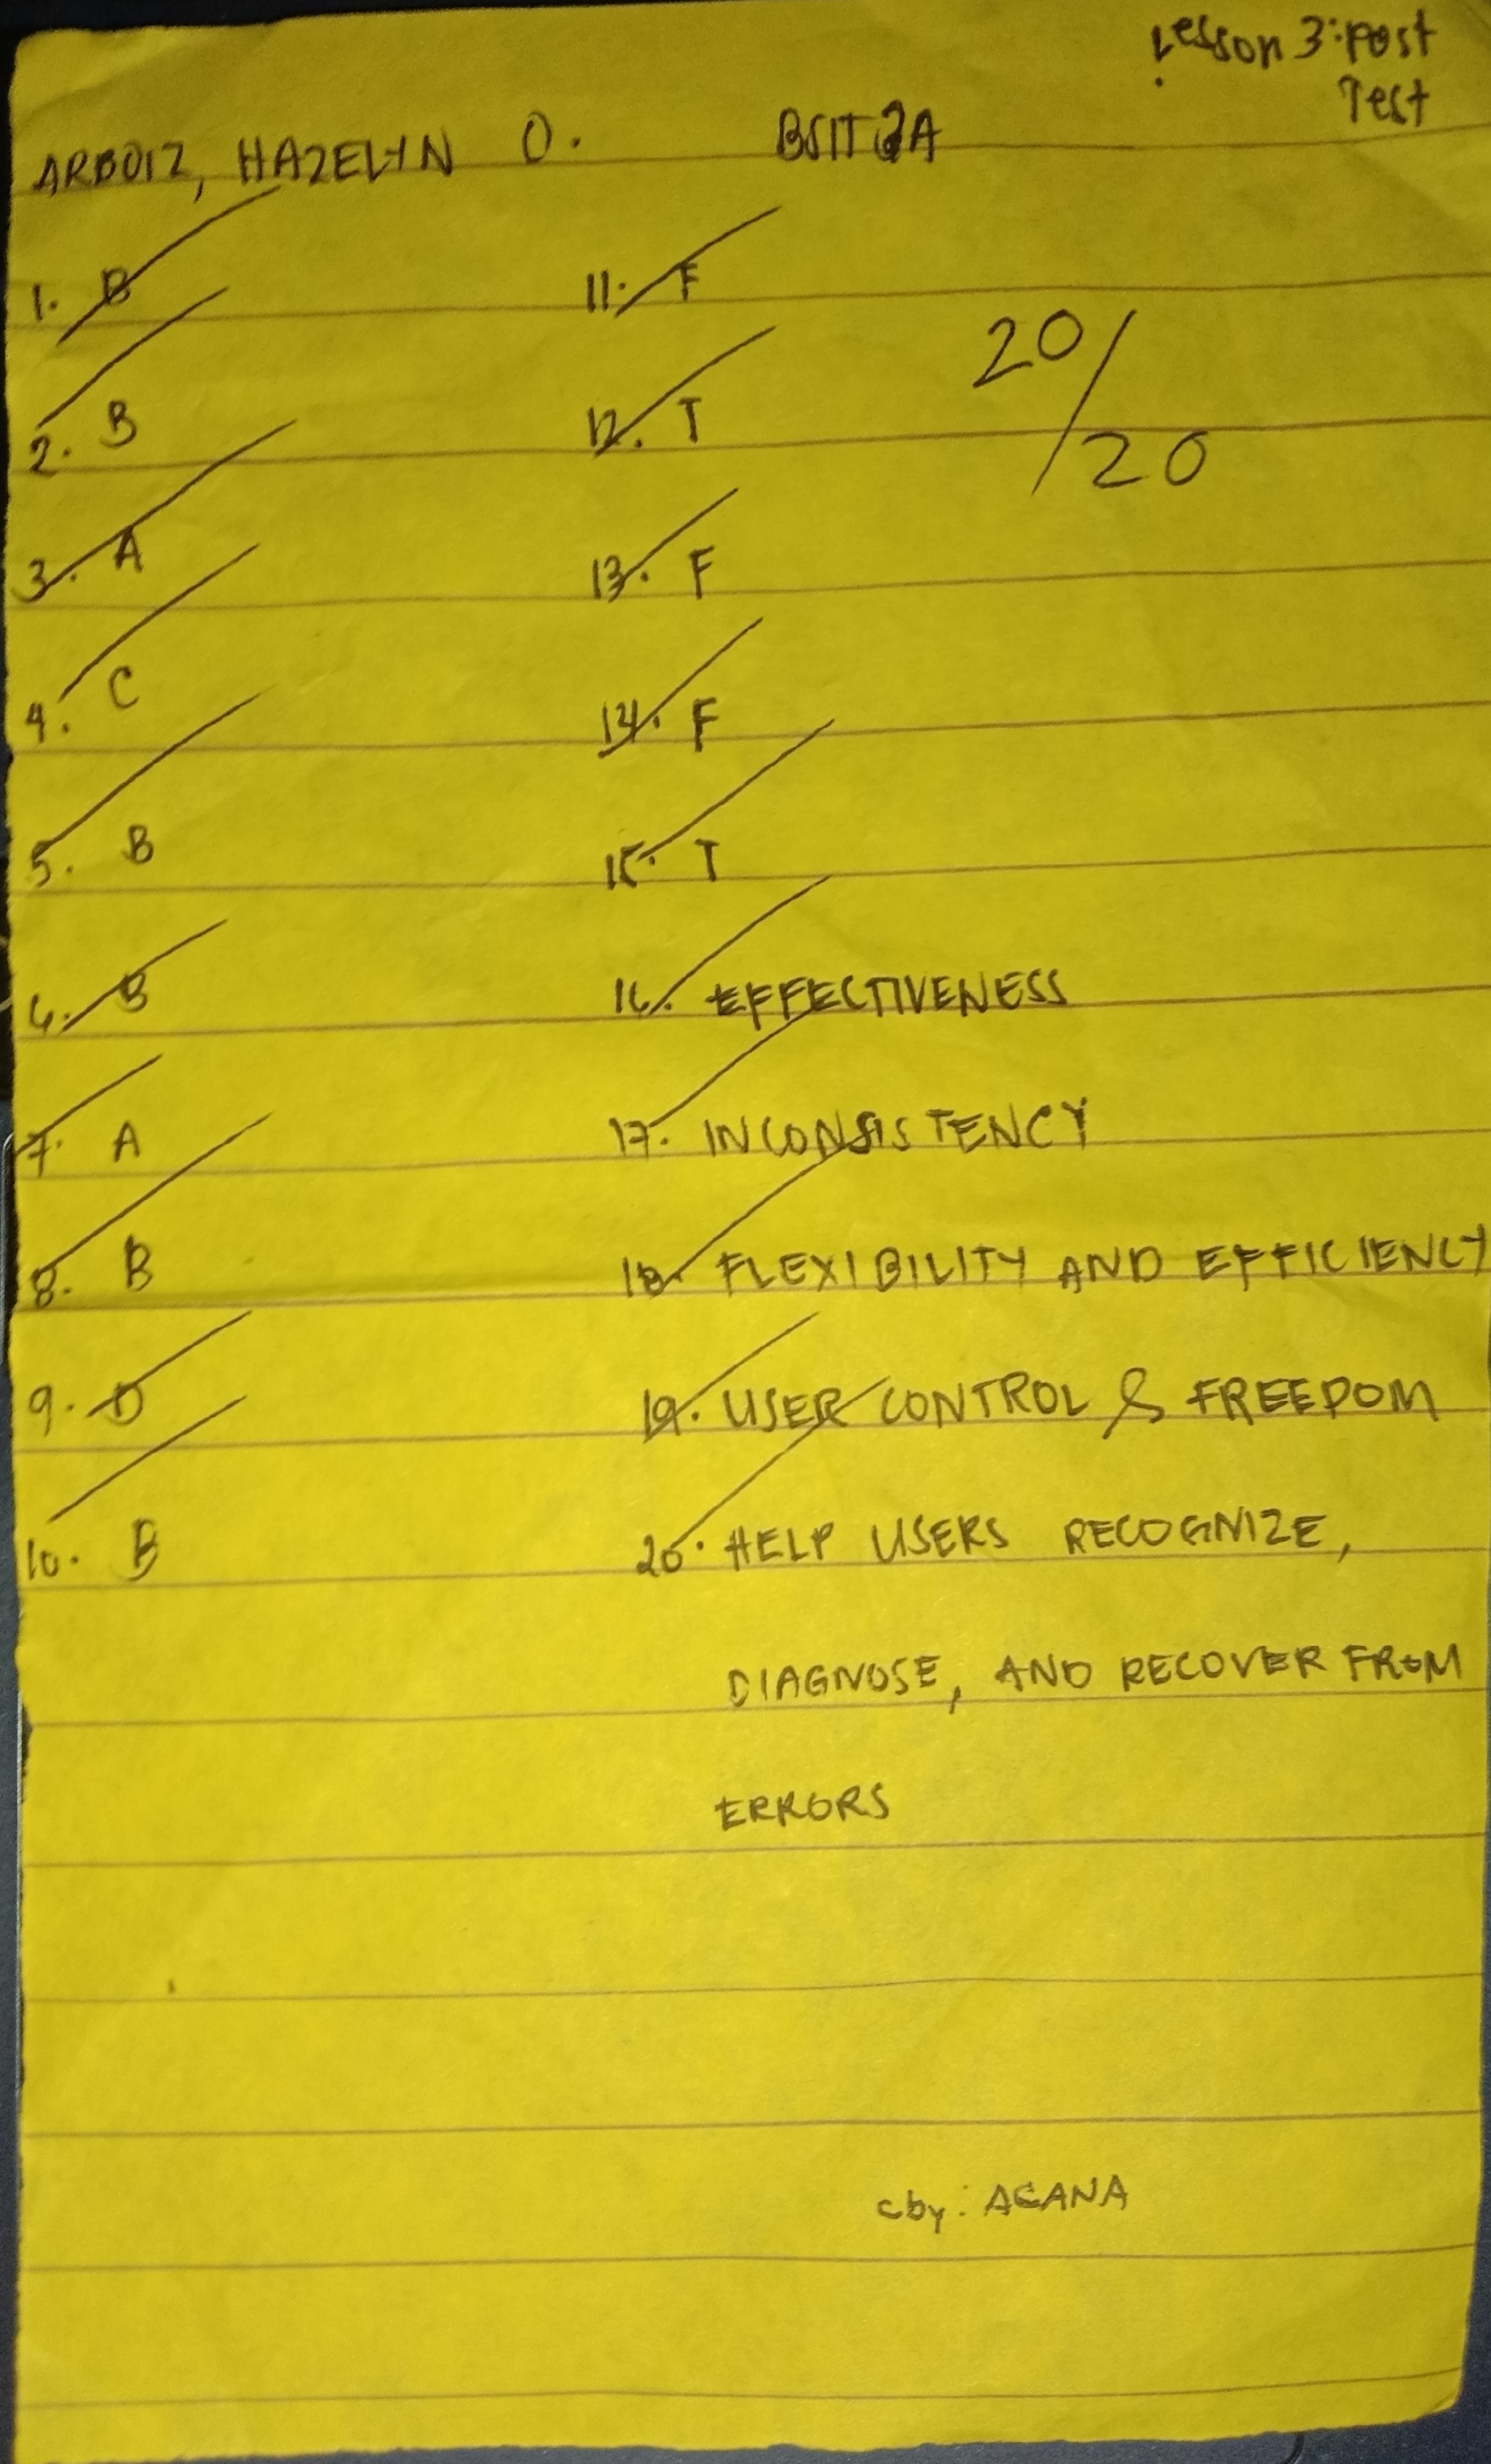 Lesson 3: Post
Test
ARBOIZ, HAZELYN O. BSIT 3A
1. B
2. B
3. A
4. C
5. B
6. B
7. A
8. B
9. D
10. B
11. F
12. T
13. F
14. F
15. T
16. EFFECTIVENESS
17. INCONSISTENCY
18. FLEXIBILITY AND EFFICIENCY
19. USER CONTROL & FREEDOM
20. HELP USERS RECOGNIZE,
DIAGNOSE, AND RECOVER FROM
ERRORS
20/20
cby: ACANA